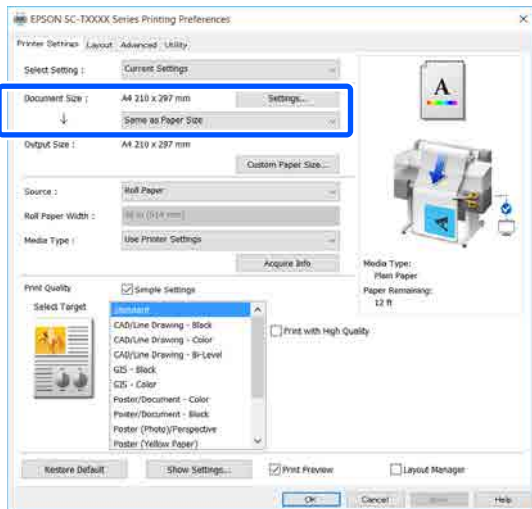 EPSON SC-TXXXX Series Printing Preferences
Printer Settings Layout Advanced Utility
Select Setting : Current Settings
Document Size : A4 210 x 297 mm Settings...
↓ Same as Paper Size
Output Size : A4 210 x 297 mm
Custom Paper Size...
Source : Roll Paper
Roll Paper Width :
Media Type : Use Printer Settings
Acquire Info
A
Media Type:
Plain Paper
Paper Remaining:
12 ft
Print Quality Simple Settings
Select Target
Standard
CAD/Line Drawing - Black
CAD/Line Drawing - Color
CAD/Line Drawing - Bi-Level
GIS - Black
GIS - Color
Poster/Document - Color
Poster/Document - Black
Poster (Photo)/Perspective
Poster (Yellow Paper)
Print with High Quality
Restore Default Show Settings... Print Preview Layout Manager
OK Cancel Help